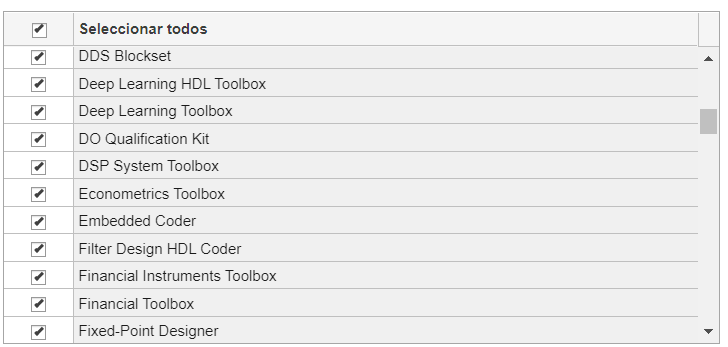 Seleccionar todos
DDS Blockset
Deep Learning HDL Toolbox
Deep Learning Toolbox
DO Qualification Kit
DSP System Toolbox
Econometrics Toolbox
Embedded Coder
Filter Design HDL Coder
Financial Instruments Toolbox
Financial Toolbox
Fixed-Point Designer